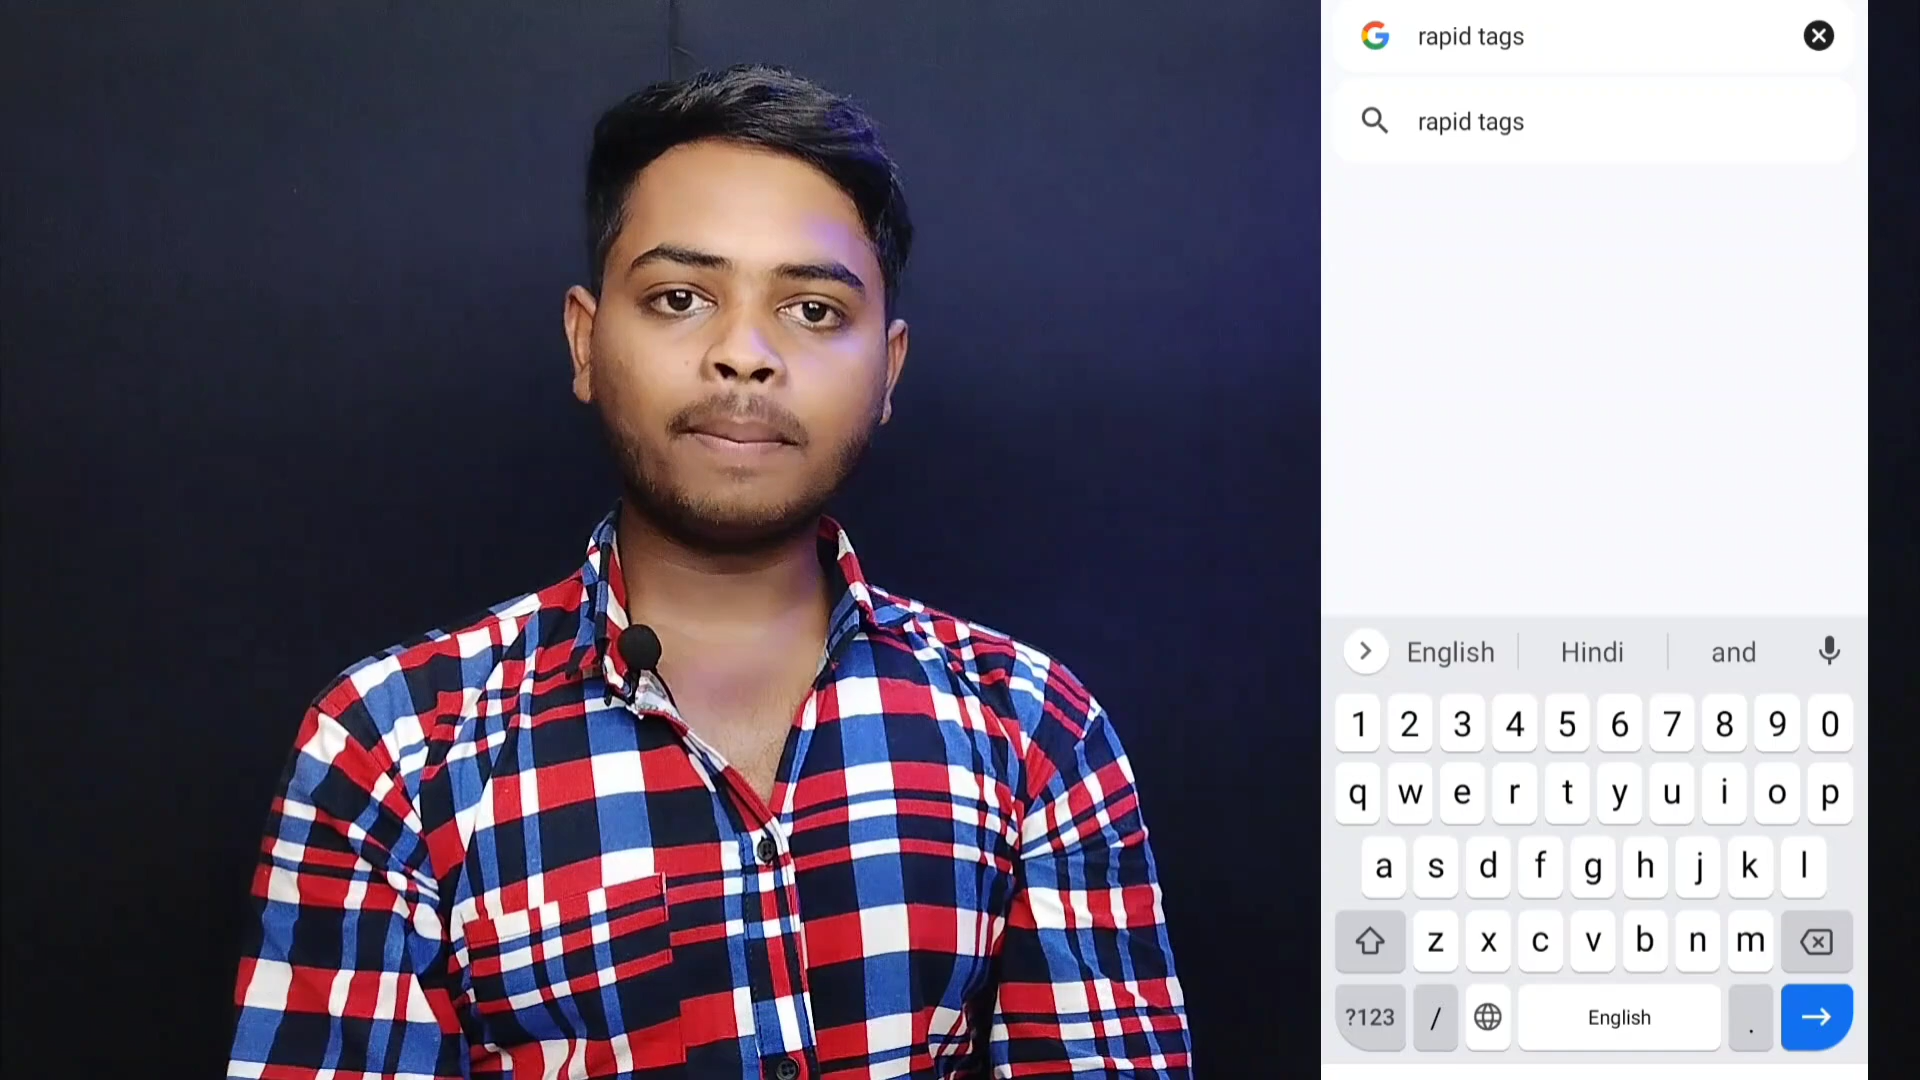 rapid tags
rapid tags
English Hindi and
1 2 3 4 5 6 7 8 9 0
q w e r t y u i o p
a s d f g h j k l
z x c v b n m
?123 / English .